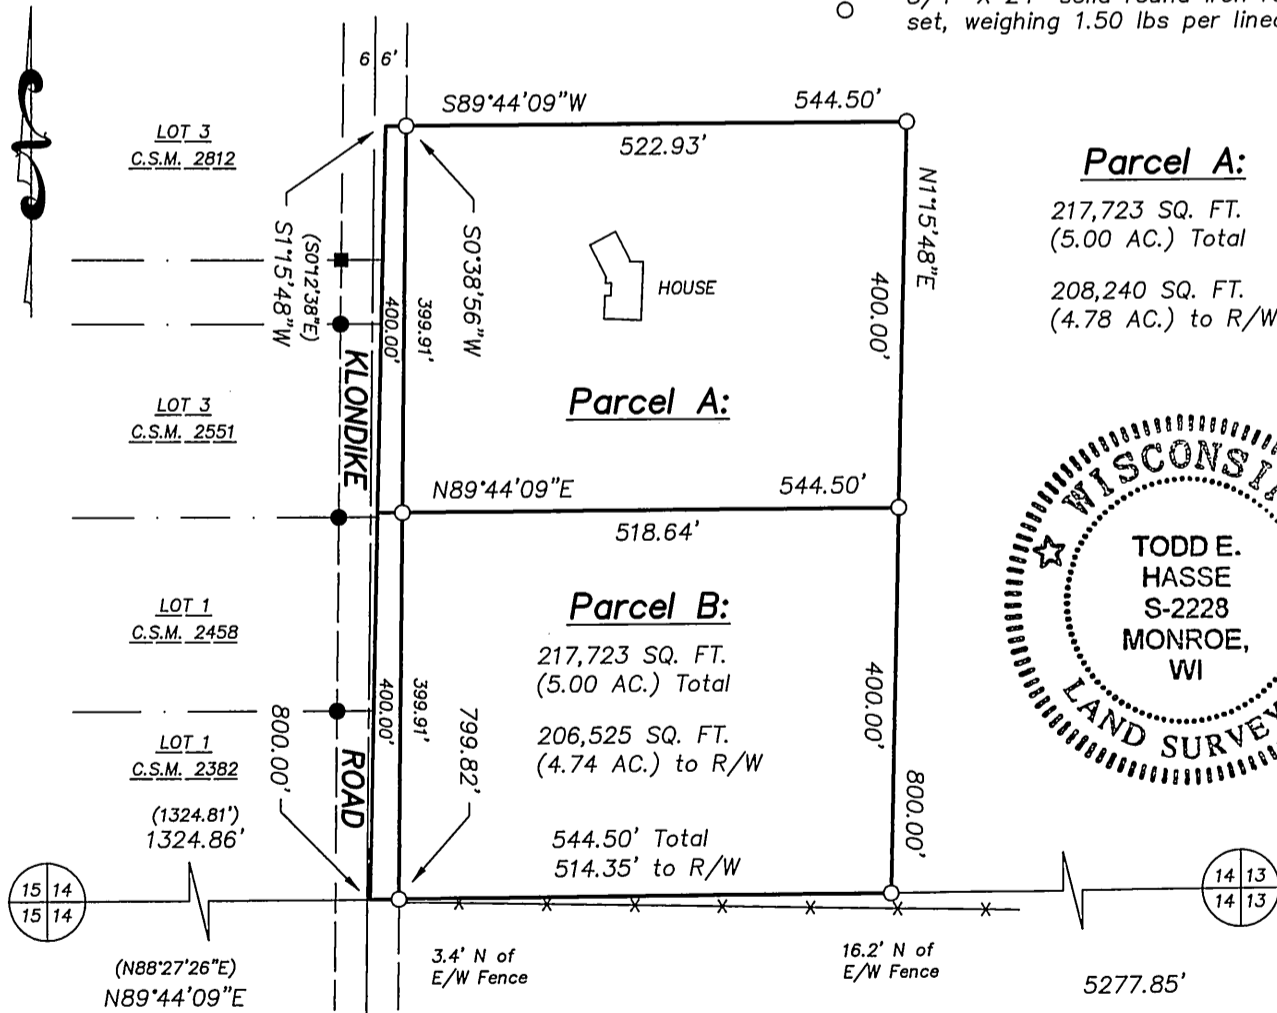 set, weighing 1.50 lbs per
6 6'
S89°44'09"W
544.50'
522.93'
LOT 3
C.S.M. 2812
Parcel A:
217,723 SQ. FT.
(5.00 AC.) Total
208,240 SQ. FT.
(4.78 AC.) to R/W
N1°15'48"E
400.00'
(S0°12'38"E)
S1°15'48"W
S0°38'56"W
400.00'
399.91'
HOUSE
KLONDIKE
Parcel A:
LOT 3
C.S.M. 2551
N89°44'09"E
544.50'
518.64'
WISCONSI
TODD E.
HASSE
S-2228
MONROE,
WI
LAND SURVEY
Parcel B:
217,723 SQ. FT.
(5.00 AC.) Total
206,525 SQ. FT.
(4.74 AC.) to R/W
LOT 1
C.S.M. 2458
400.00'
399.91'
400.00'
800.00'
799.82'
800.00'
LOT 1
C.S.M. 2382
ROAD
(1324.81')
1324.86'
544.50' Total
514.35' to R/W
15 14
15 14
14 13
14 13
3.4' N of
E/W Fence
16.2' N of
E/W Fence
(N88°27'26"E)
N89°44'09"E
5277.85'